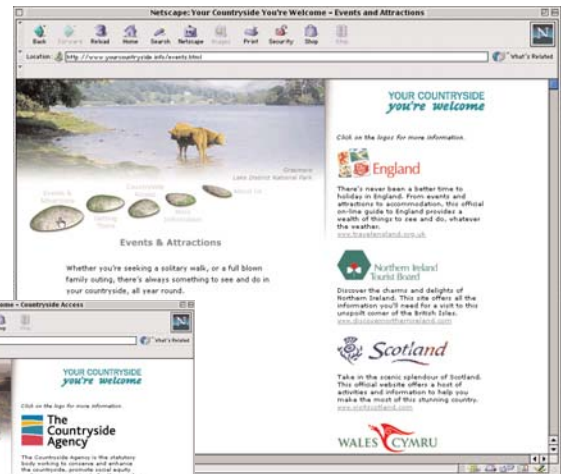 Netscape: Your Countryside You're Welcome – Events and Attractions
Back Forward Reload Home Search Netscape Images Print Security Shop Stop
Location: http://www.yourcountryside.info/events.html What's Related
YOUR COUNTRYSIDE
you're welcome
Click on the logos for more information.
Grasmere
Lake District National Park
Events &
Attractions
Getting
There
Countryside
Access
More
Information
About Us
Events & Attractions
Whether you're seeking a solitary walk, or a full blown
family outing, there's always something to see and do in
your countryside, all year round.
England
There's never been a better time to
holiday in England. From events and
attractions to accommodation, this official
on-line guide to England provides a
wealth of things to see and do, whatever
the weather.
www.travelengland.org.uk
Northern Ireland
Tourist Board
Discover the charms and delights of
Northern Ireland. This site offers all the
information you'll need for a visit to this
unspoilt corner of the British Isles.
www.discovernorthernireland.com
Scotland
Take in the scenic splendour of Scotland.
This official website offers a host of
activities and information to help you
make the most of this stunning country.
www.visitscotland.com
WALES CYMRU
ome – Countryside Access
What's Related
YOUR COUNTRYSIDE
you're welcome
Click on the logo for more information.
The
Countryside
Agency
The Countryside Agency is the statutory
body working to conserve and enhance
the countryside, promote social equity